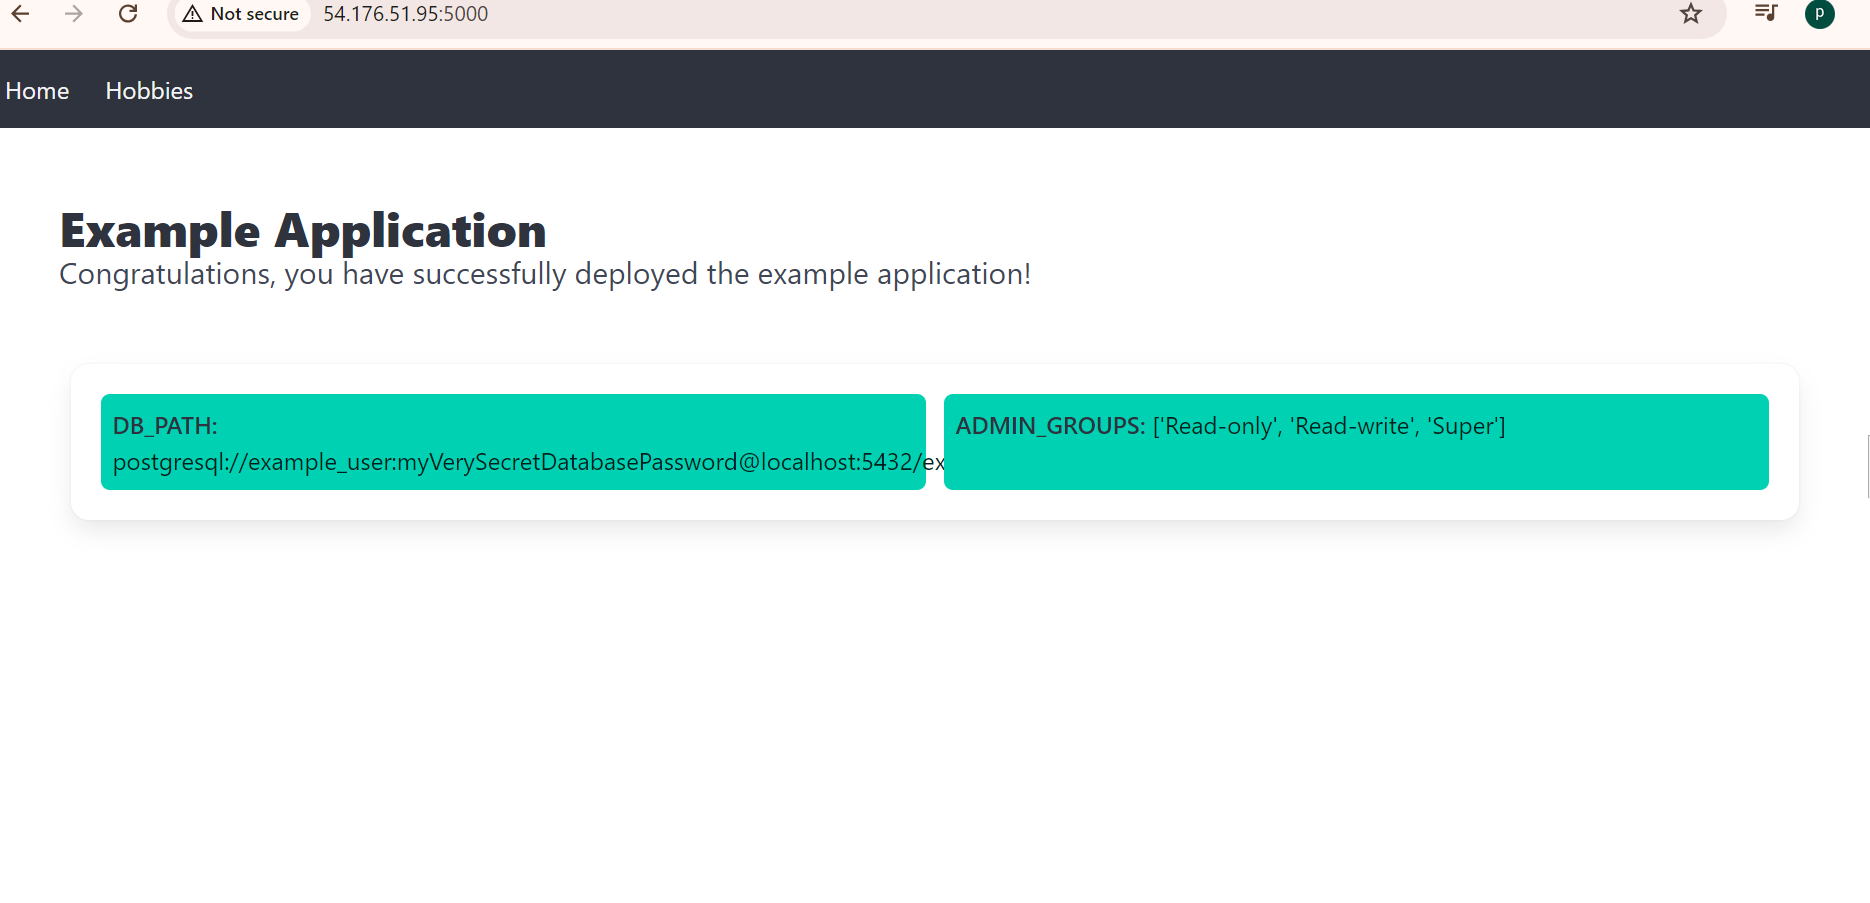 Not secure 54.176.51.95:5000
p
Home Hobbies
Example Application
Congratulations, you have successfully deployed the example application!
DB_PATH:
postgresql://example_user:myVerySecretDatabasePassword@localhost:5432/ex
ADMIN_GROUPS: ['Read-only', 'Read-write', 'Super']